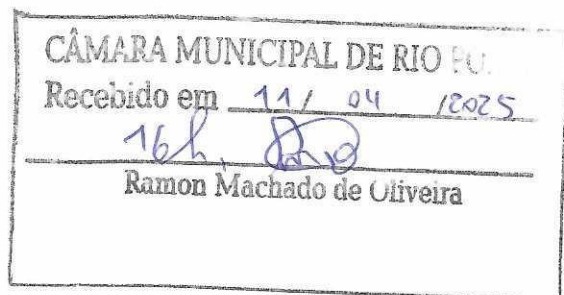 CÂMARA MUNICIPAL DE RIO
Recebido em 11/ 04 /2025
16h,
Ramon Machado de Oliveira